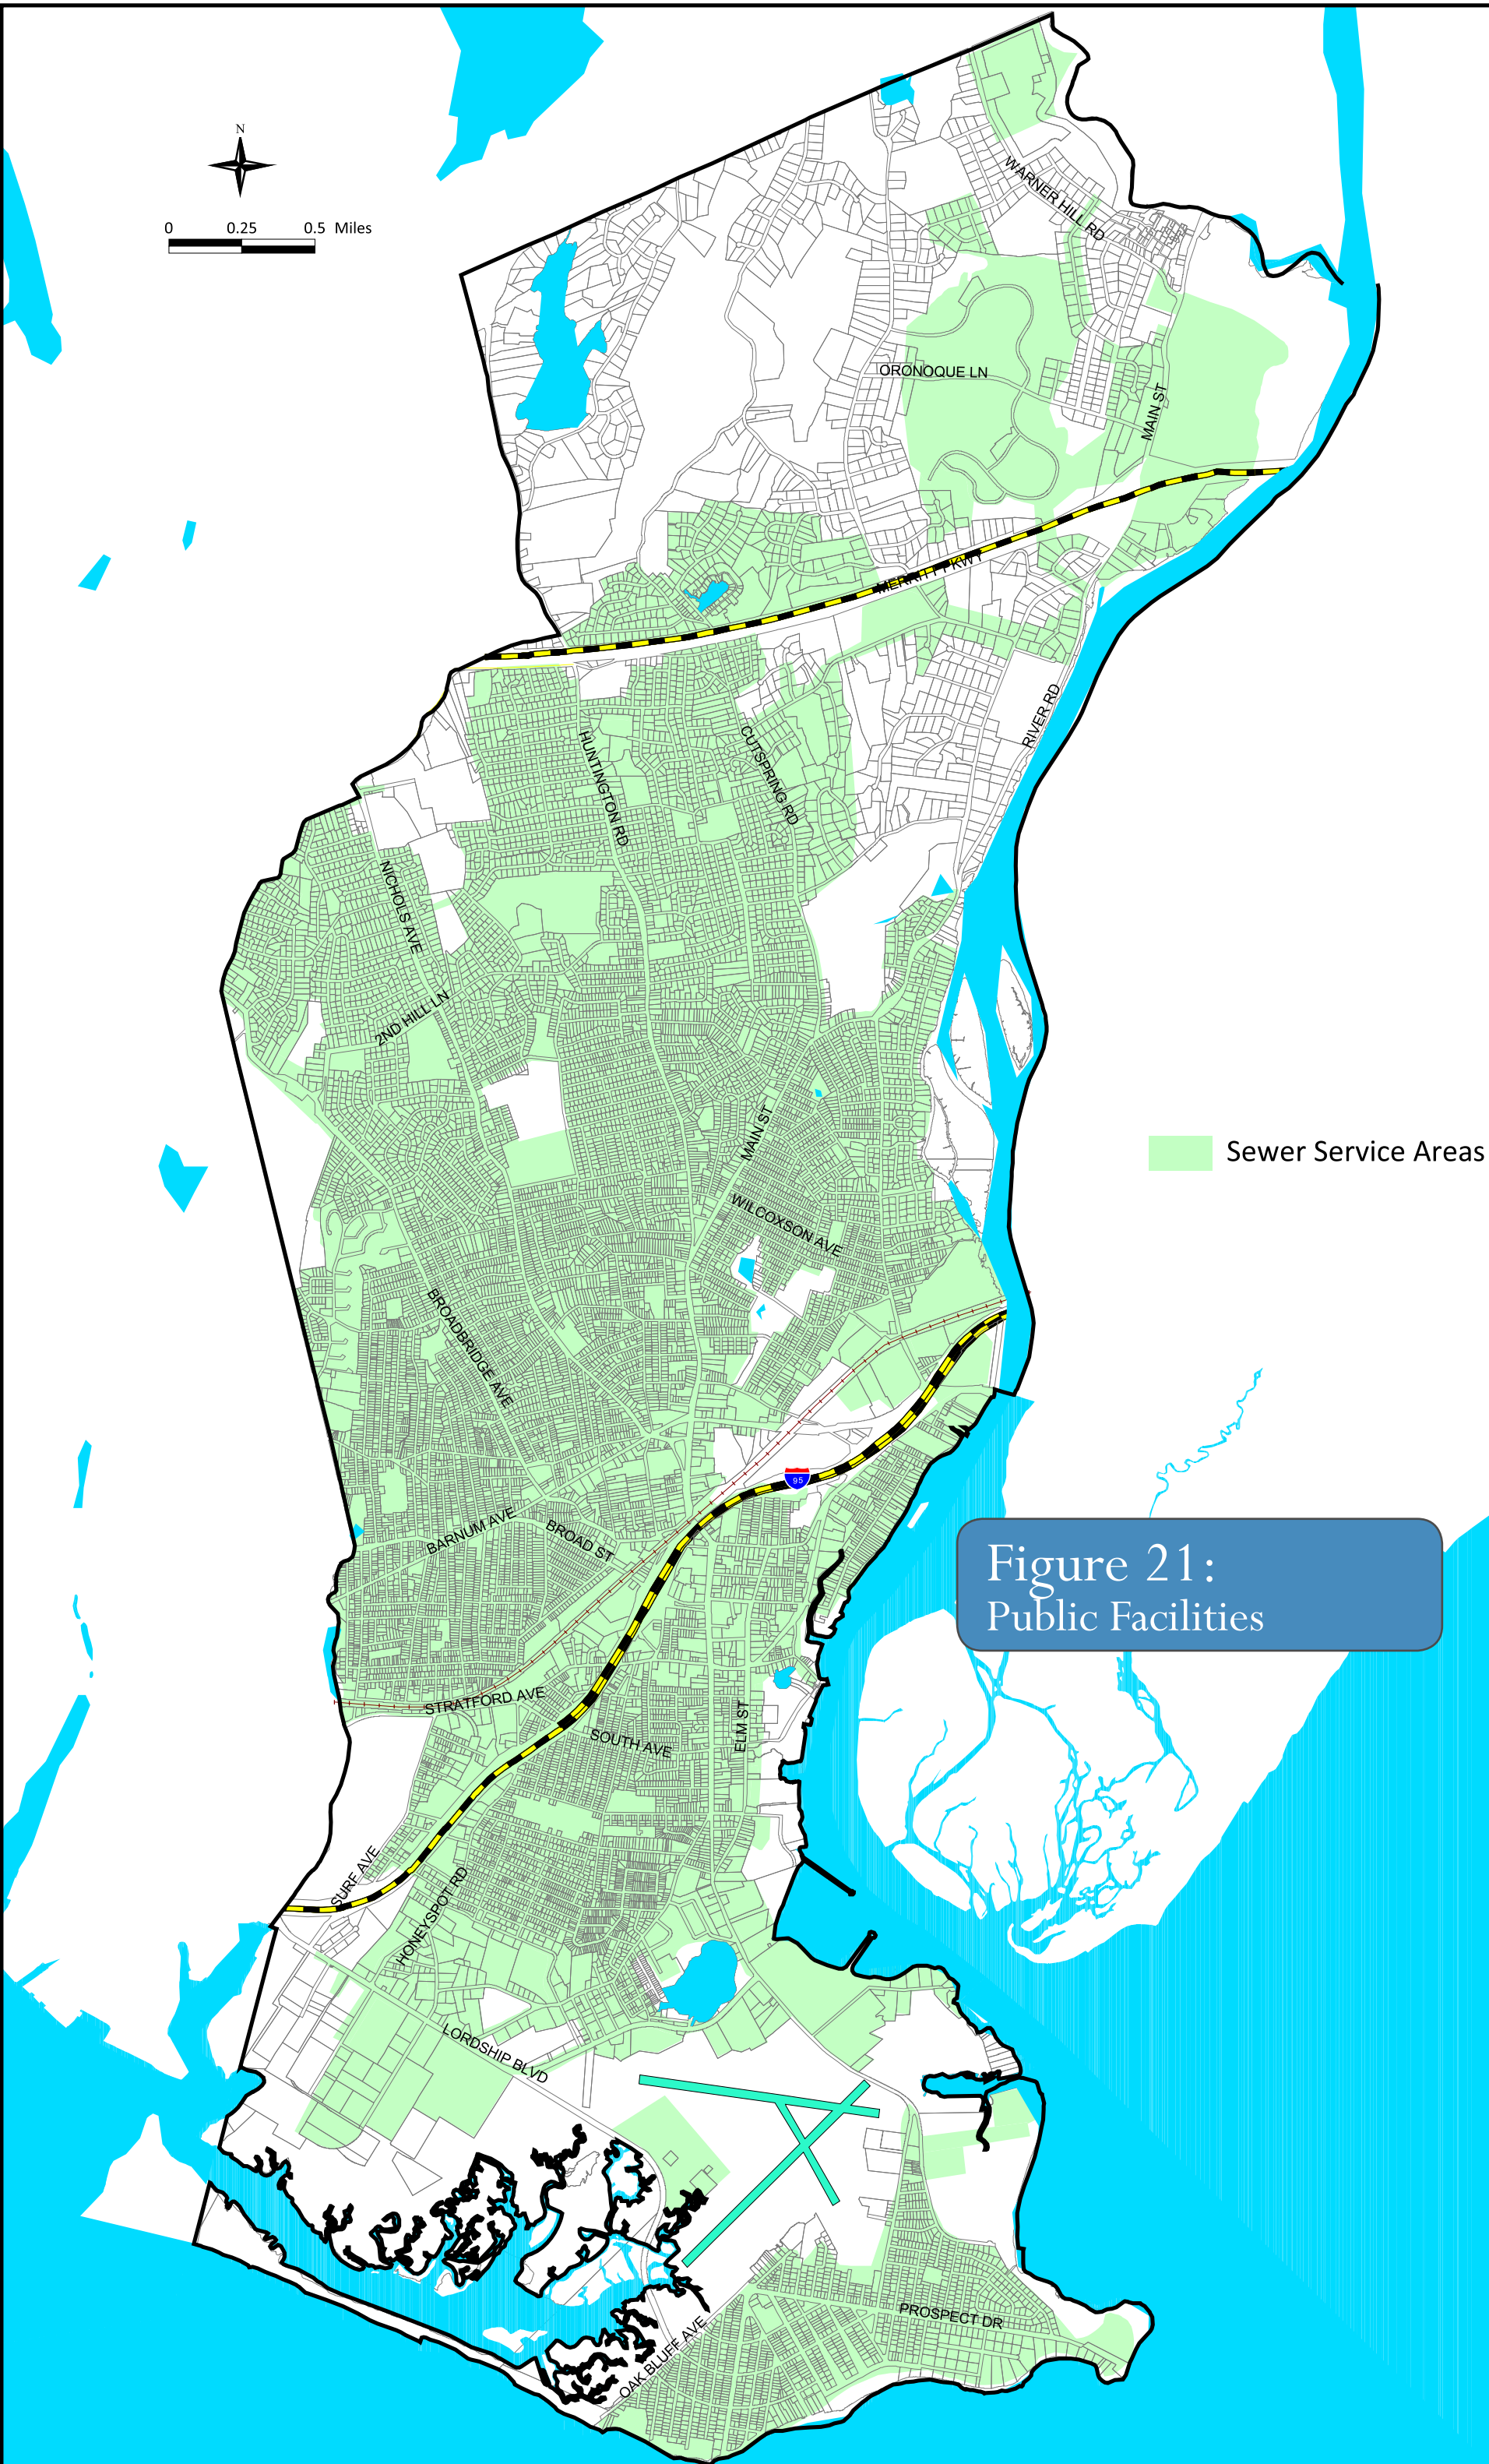 N
0 0.25 0.5 Miles
WARNER HILL RD
ORONOQUE LN
MAIN ST
MERRITT PKWY
RIVER RD
HUNTINGTON RD
CUTSPRING RD
NICHOLS AVE
2ND HILL LN
MAIN ST
Sewer Service Areas
WILCOXSON AVE
BROADBRIDGE AVE
95
BARNUM AVE
BROAD ST
Figure 21:
Public Facilities
STRATFORD AVE
SOUTH AVE
ELM ST
SURF AVE
HONEYSPOT RD
LORDSHIP BLVD
PROSPECT DR
OAK BLUFF AVE